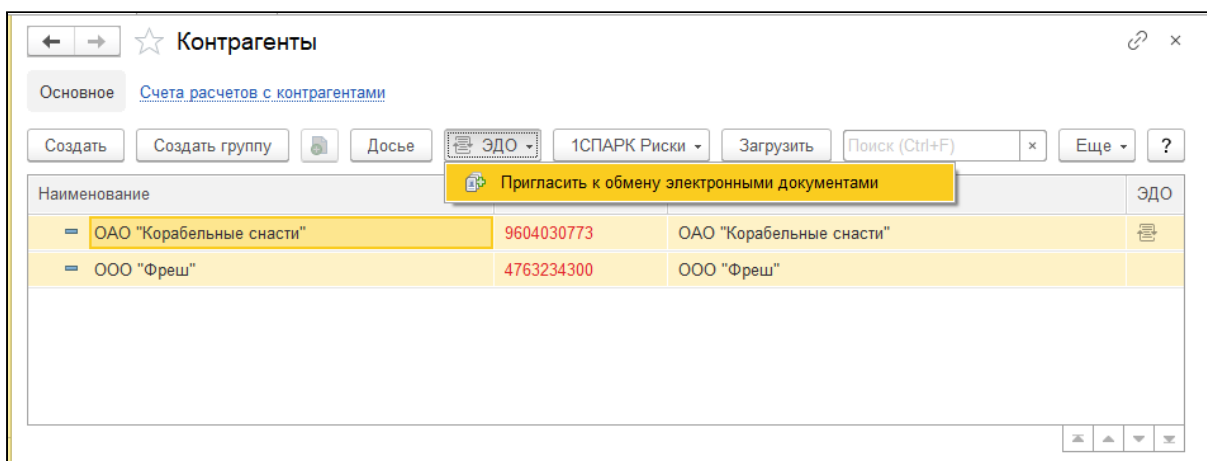 Контрагенты
Основное Счета расчетов с контрагентами
Создать Создать группу Досье ЭДО 1СПАРК Риски Загрузить Поиск (Ctrl+F) × Еще ?
Пригласить к обмену электронными документами
Наименование ЭДО
ОАО "Корабельные снасти" 9604030773 ОАО "Корабельные снасти"
ООО "Фреш" 4763234300 ООО "Фреш"